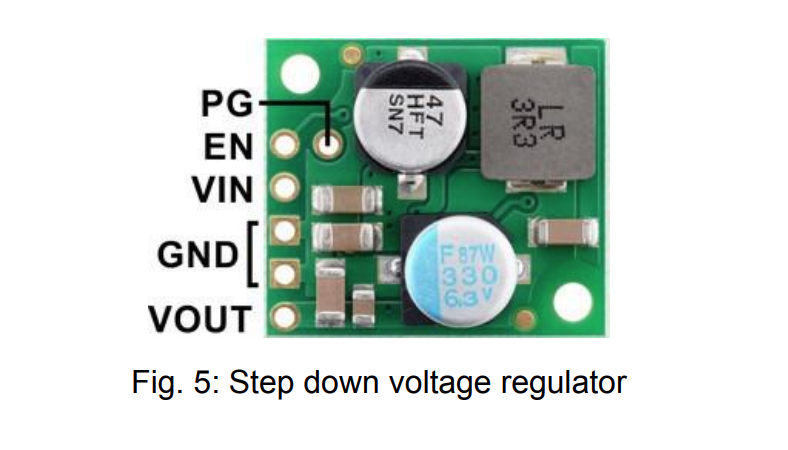 PG
EN
VIN
GND
VOUT
47
HFT
SN7
LR
3R3
F 87W
330
6.3V
Fig. 5: Step down voltage regulator